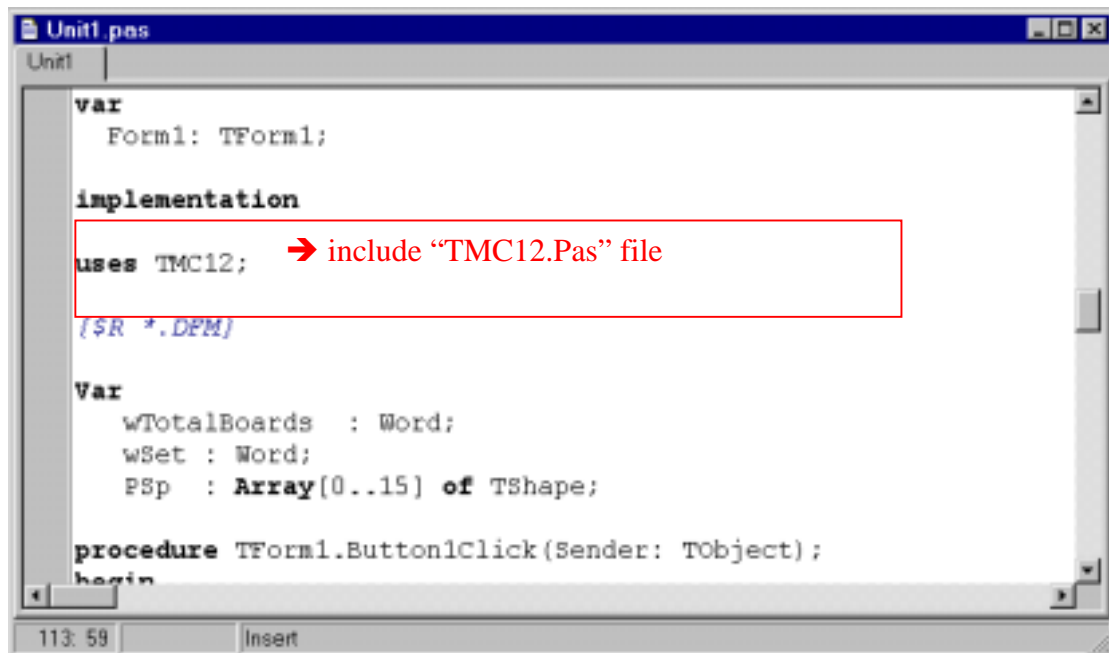 Unit1.pas
Unit1
var
Form1: TForm1;
implementation
➔ include “TMC12.Pas” file
uses TMC12;
{$R *.DFM}
Var
wTotalBoards : Word;
wSet : Word;
PSp : Array[0..15] of TShape;
procedure TForm1.Button1Click(Sender: TObject);
begin
113: 59
Insert